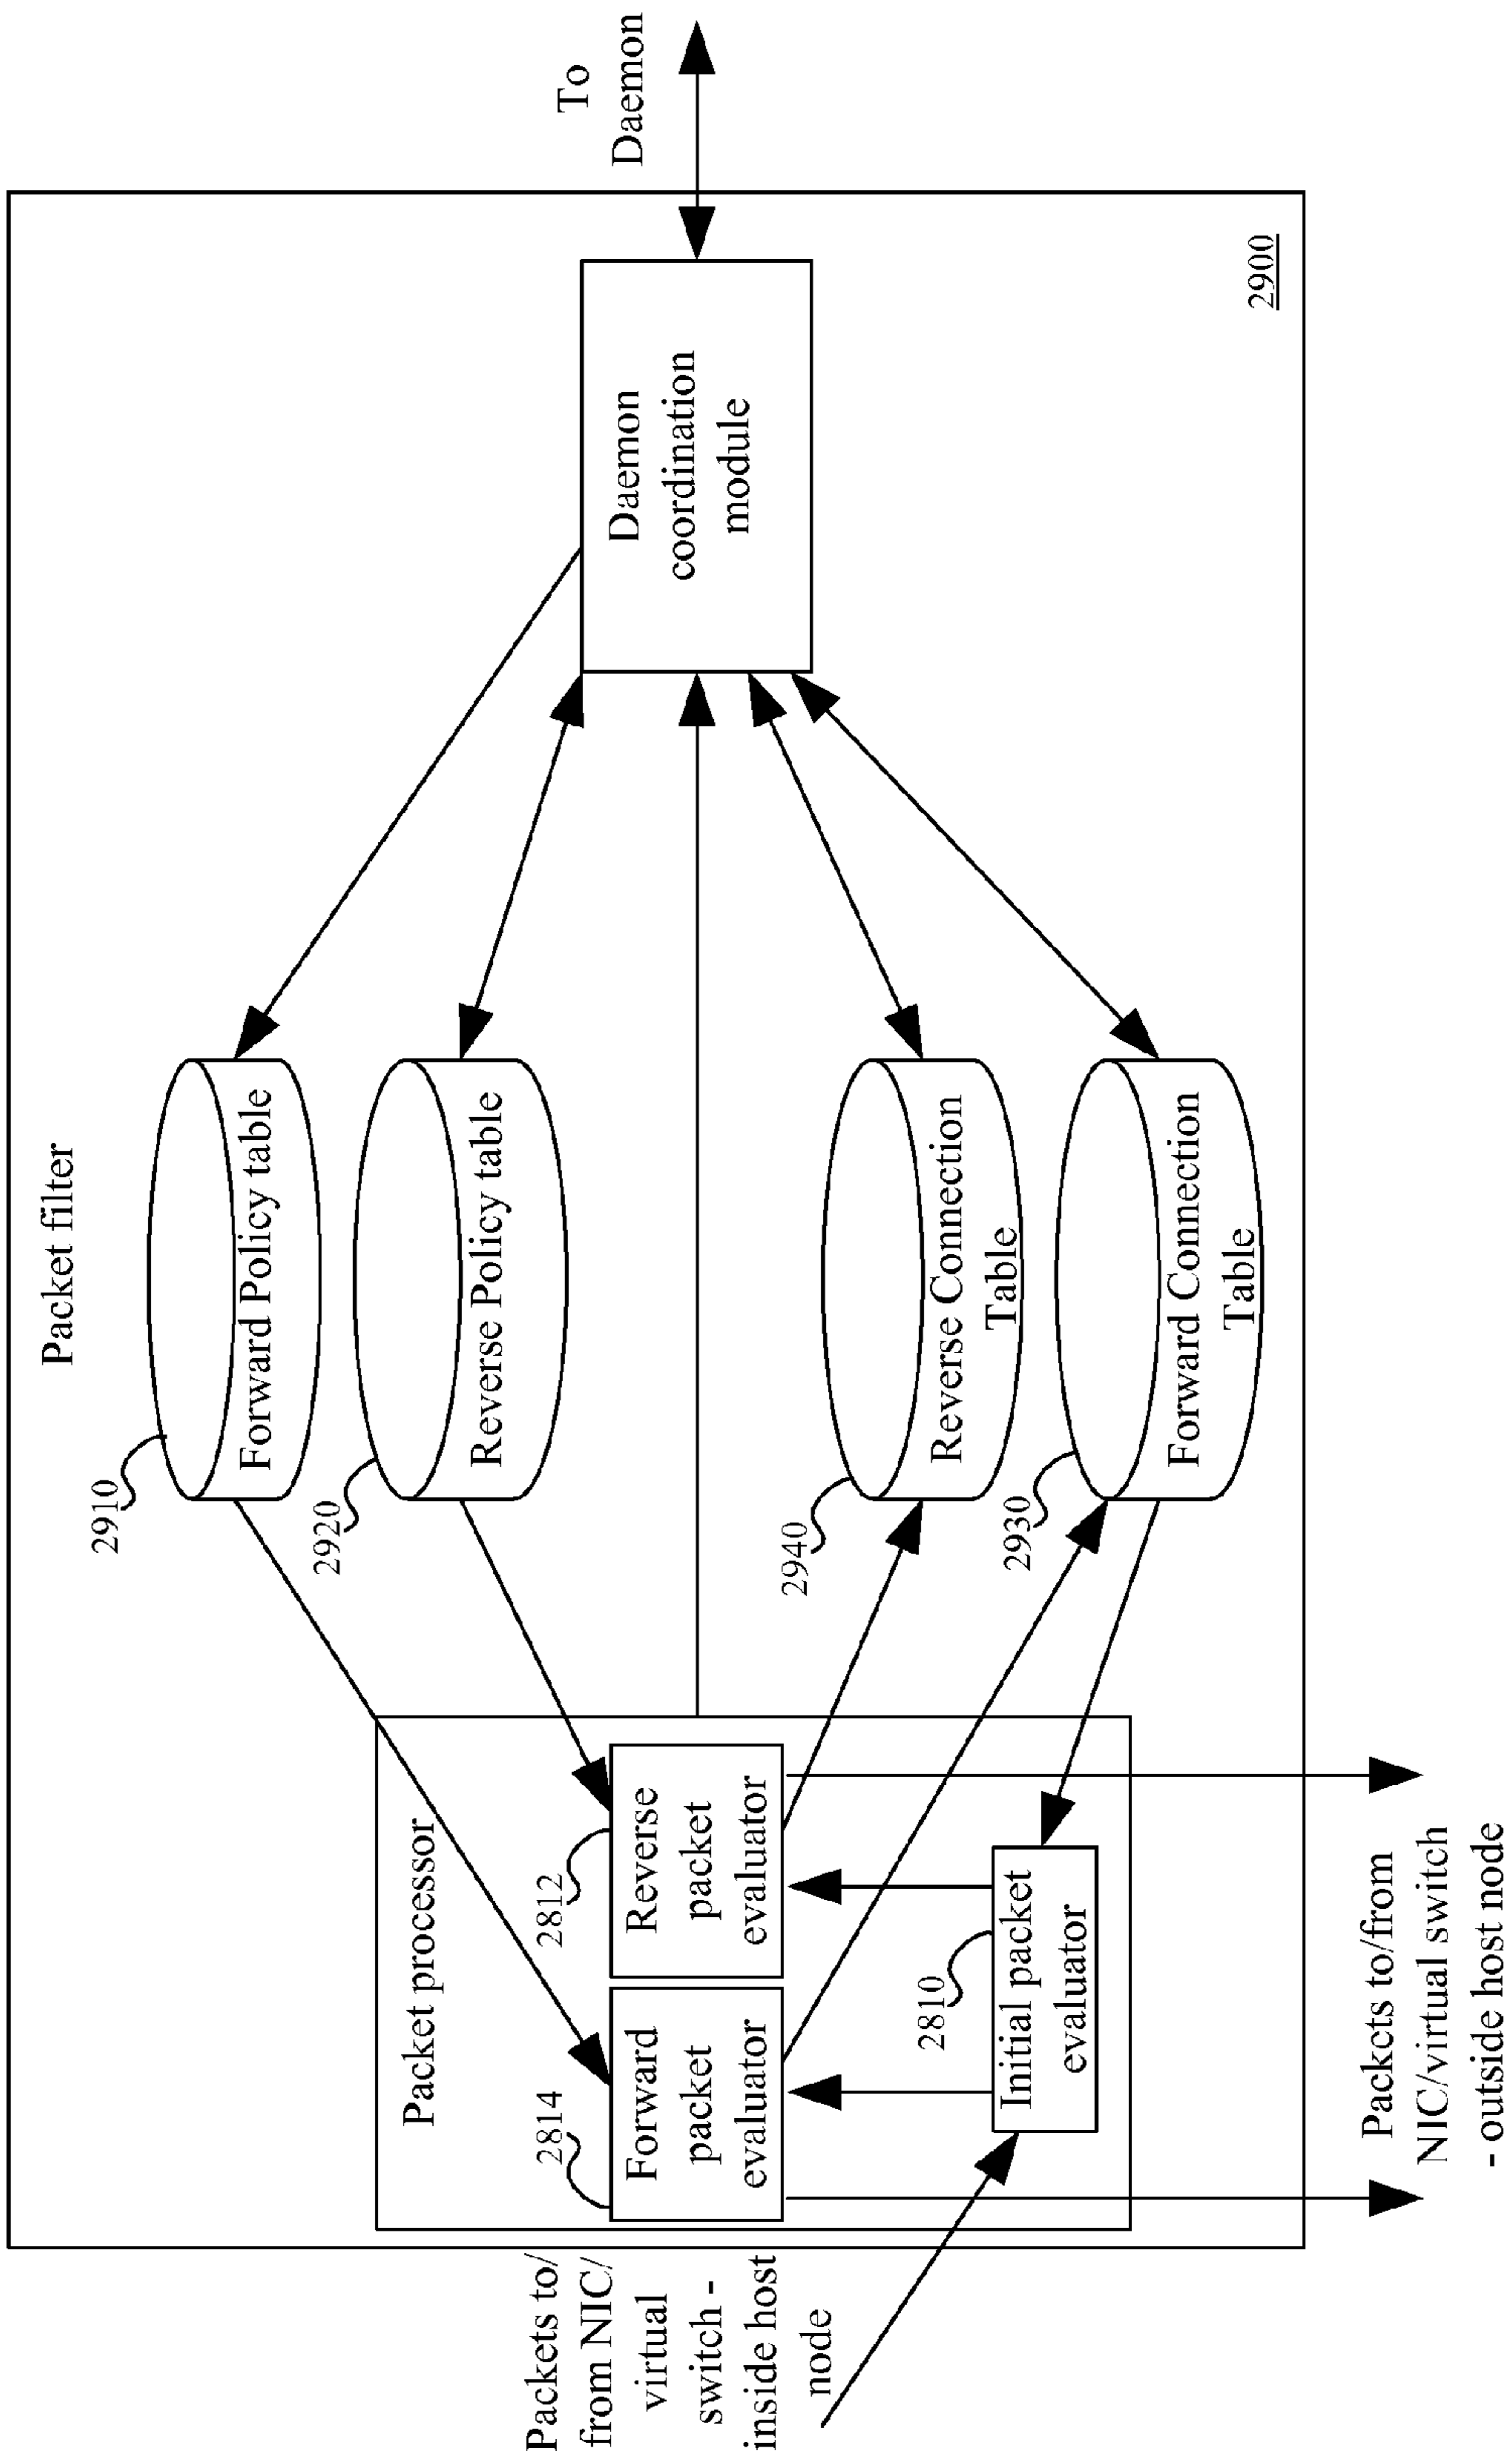 Packet filter
2910
Forward Policy table
2920
Reverse Policy table
2940
Reverse Connection
Table
2930
Forward Connection
Table
Daemon
coordination
module
To
Daemon
2900
Packet processor
2814
Forward
packet
evaluator
2812
Reverse
packet
evaluator
2810
Initial packet
evaluator
Packets to/
from NIC/
virtual
switch -
inside host
node
Packets to/from
NIC/virtual switch
- outside host node